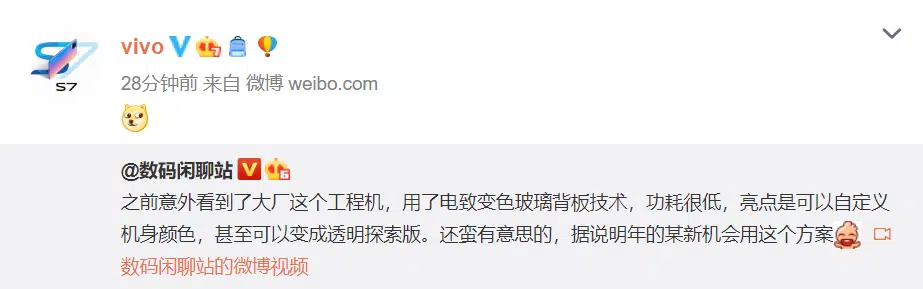 S7
vivo
28分钟前 来自 微博 weibo.com
@数码闲聊站
之前意外看到了大厂这个工程机，用了电致变色玻璃背板技术，功耗很低，亮点是可以自定义
机身颜色，甚至可以变成透明探索版。还蛮有意思的，据说明年的某新机会用这个方案
数码闲聊站的微博视频